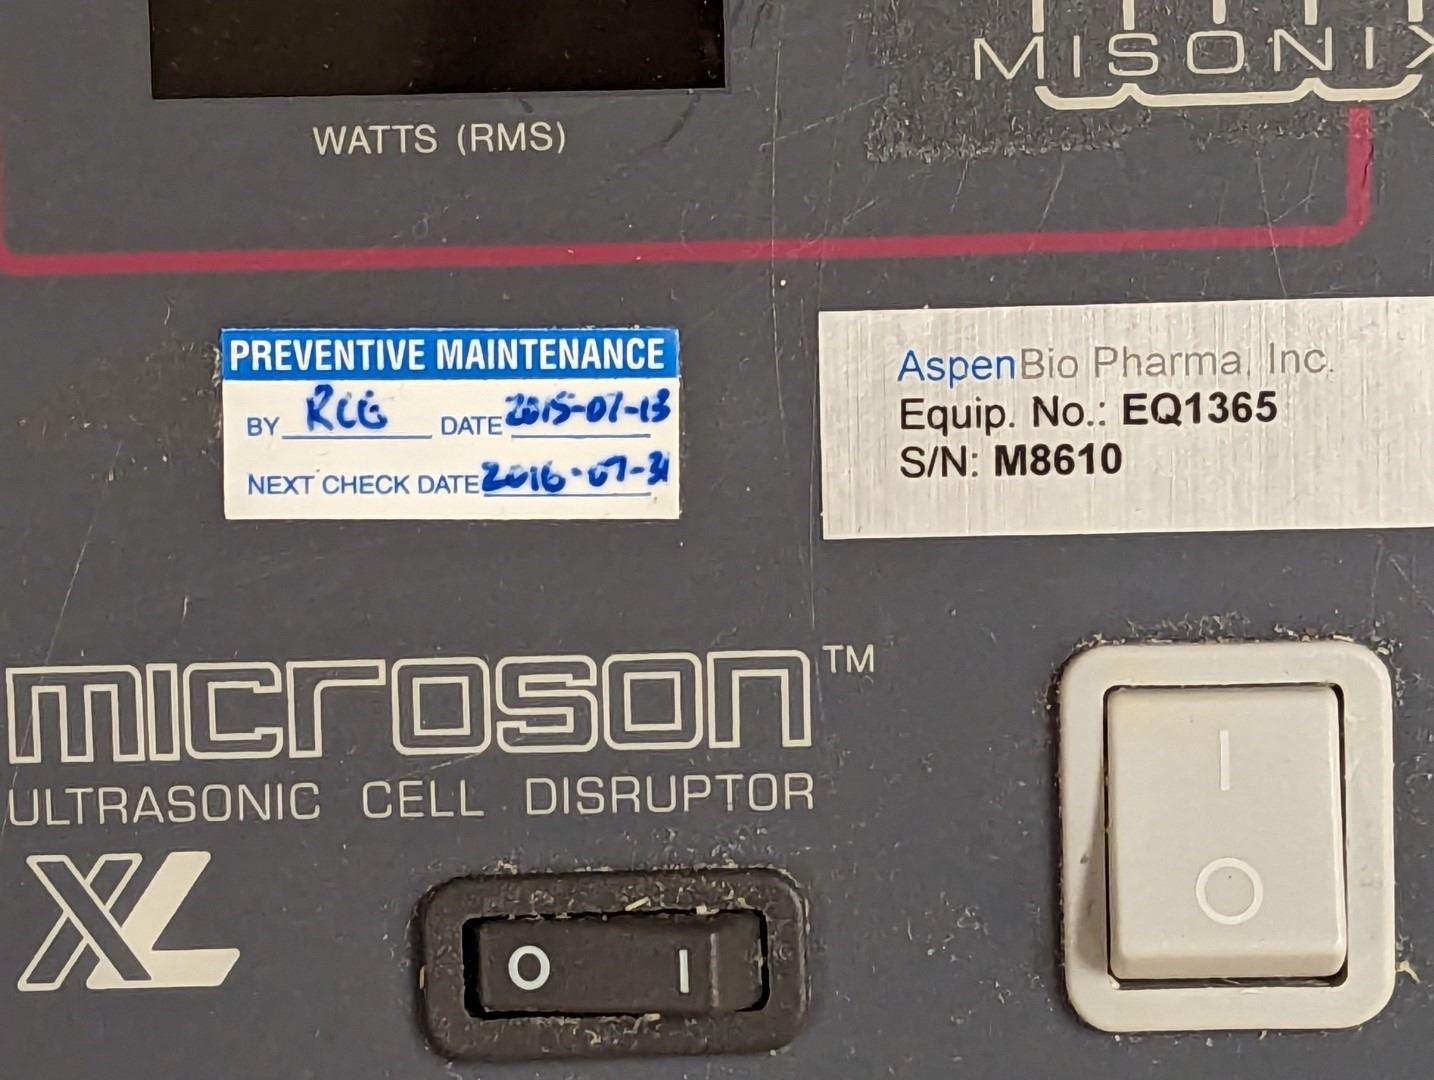 MISONIX
WATTS (RMS)
PREVENTIVE MAINTENANCE
BY RCG DATE 2015-07-13
NEXT CHECK DATE 2016-07-31
AspenBio Pharma, Inc.
Equip. No.: EQ1365
S/N: M8610
microson™
ULTRASONIC CELL DISRUPTOR
XL
O I
I
O